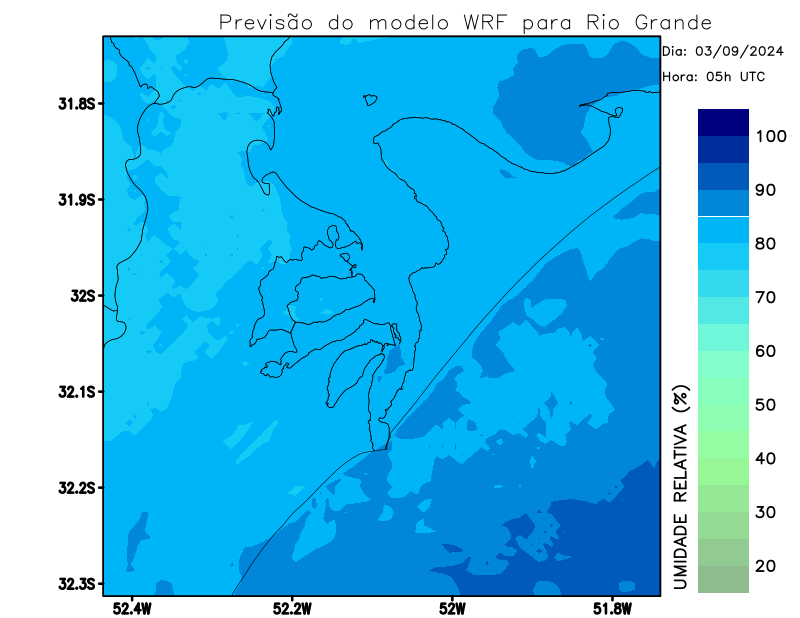 Previsão do modelo WRF para Rio Grande
Dia: 03/09/2024
Hora: 05h UTC
31.8S
31.9S
32S
32.1S
32.2S
32.3S
52.4W
52.2W
52W
51.8W
100
90
80
70
60
50
40
30
20
UMIDADE RELATIVA (%)